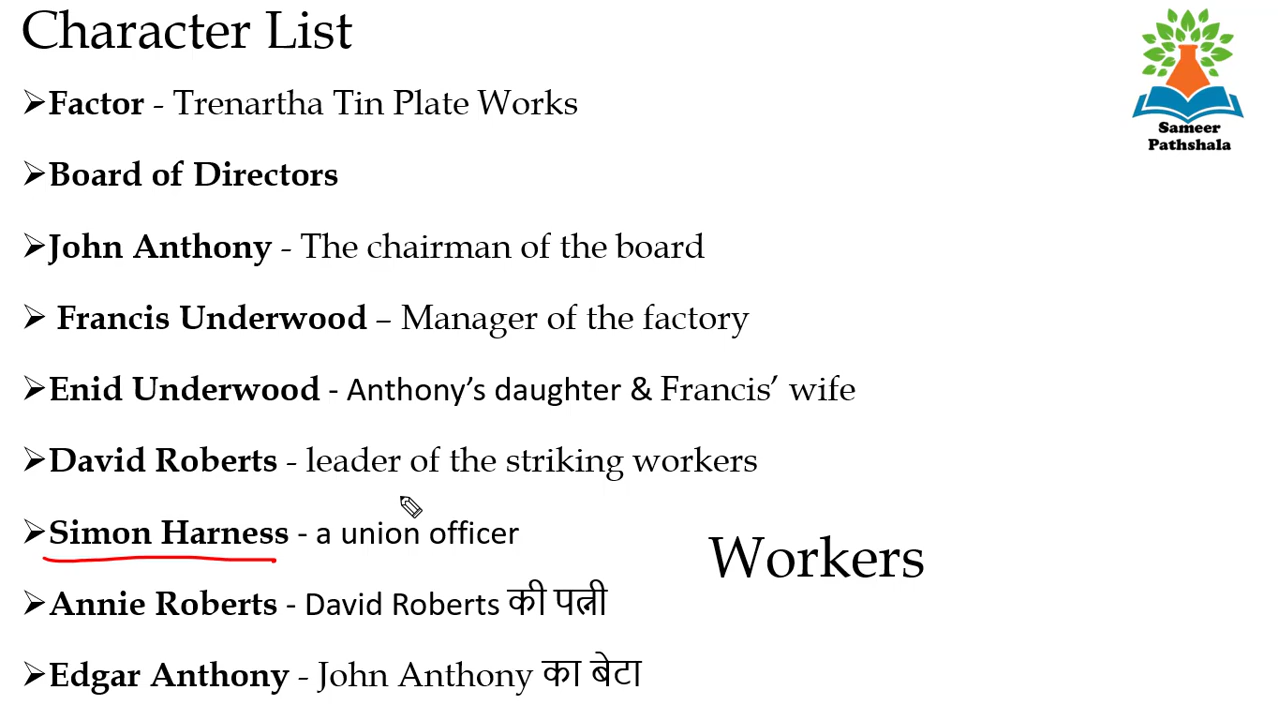 Character List
➢Factor - Trenartha Tin Plate Works
➢Board of Directors
➢John Anthony - The chairman of the board
➢ Francis Underwood – Manager of the factory
➢Enid Underwood - Anthony’s daughter & Francis’ wife
➢David Roberts - leader of the striking workers
➢Simon Harness - a union officer
Workers
➢Annie Roberts - David Roberts की पत्नी
➢Edgar Anthony - John Anthony का बेटा
Sameer
Pathshala